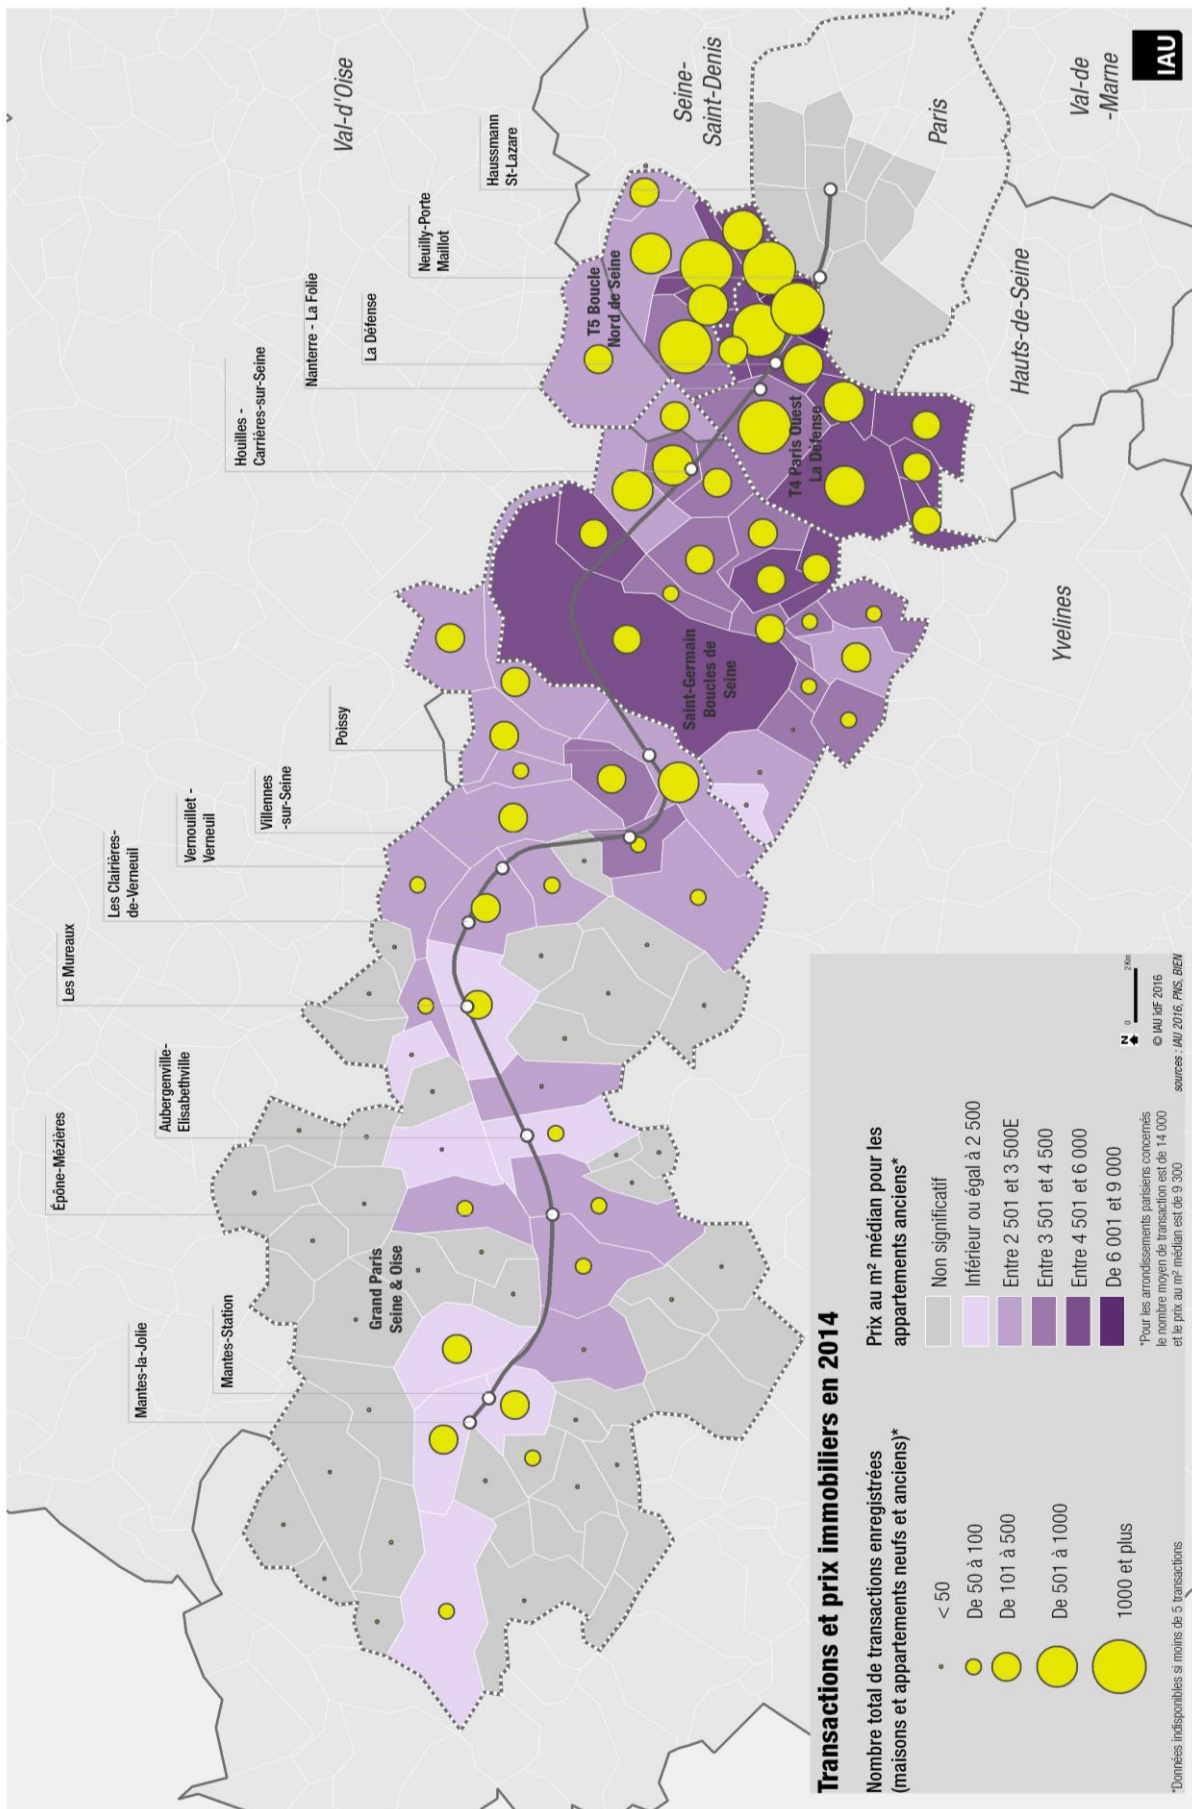 Val-d'Oise
Seine-
Saint-Denis
Paris
Val-de
-Marne
Hauts-de-Seine
Yvelines
IAU
Mantes-la-Jolie
Mantes-Station
Épône-Mézières
Aubergenville-
Elisabethville
Les Mureaux
Les Clairières-
de-Verneuil
Vernouillet -
Verneuil
Villennes
-sur-Seine
Poissy
Houilles -
Carrières-sur-Seine
Nanterre - La Folie
La Défense
Neuilly-Porte
Maillot
Haussmann
St-Lazare
Grand Paris
Seine & Oise
Saint-Germain
Boucles de
Seine
T5 Boucle
Nord de Seine
T4 Paris Ouest
La Défense
Transactions et prix immobiliers en 2014
Nombre total de transactions enregistrées
(maisons et appartements neufs et anciens)*
< 50
De 50 à 100
De 101 à 500
De 501 à 1000
1000 et plus
*Données indisponibles si moins de 5 transactions
Prix au m² médian pour les
appartements anciens*
Non significatif
Inférieur ou égal à 2 500
Entre 2 501 et 3 500E
Entre 3 501 et 4 500
Entre 4 501 et 6 000
De 6 001 et 9 000
*Pour les arrondissements parisiens concernés
le nombre moyen de transaction est de 14 000
et le prix au m² médian est de 9 300
N
0
2 Km
© IAU îdF 2016
sources : IAU 2016, PNS, BIEN